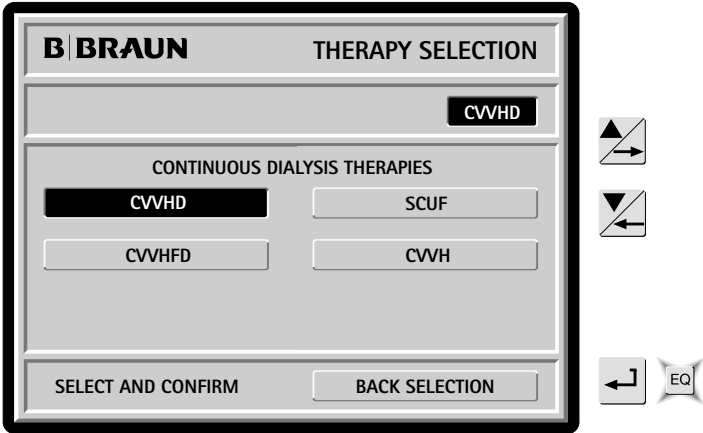 B BRAUN THERAPY SELECTION
CVVHD
CONTINUOUS DIALYSIS THERAPIES
CVVHD SCUF
CVVHFD CVVH
SELECT AND CONFIRM BACK SELECTION
EQ